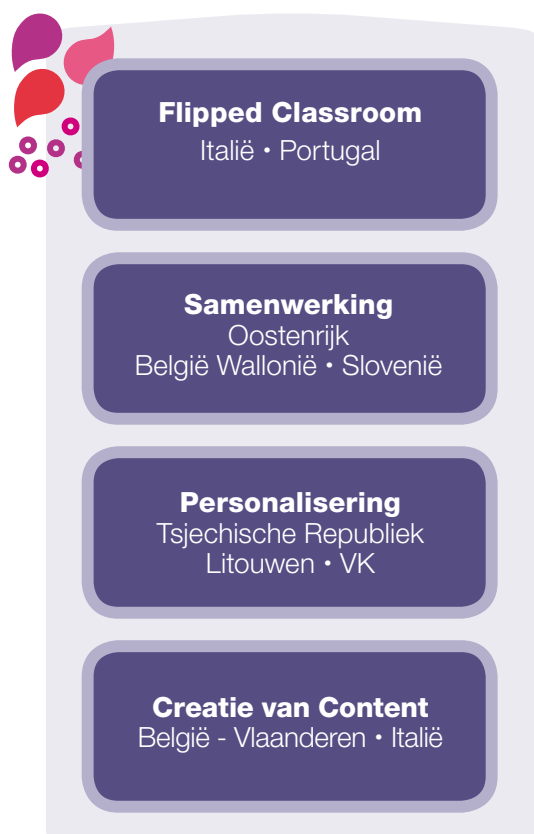 Flipped Classroom
Italië • Portugal
Samenwerking
Oostenrijk
België Wallonië • Slovenië
Personalisering
Tsjechische Republiek
Litouwen • VK
Creatie van Content
België - Vlaanderen • Italië